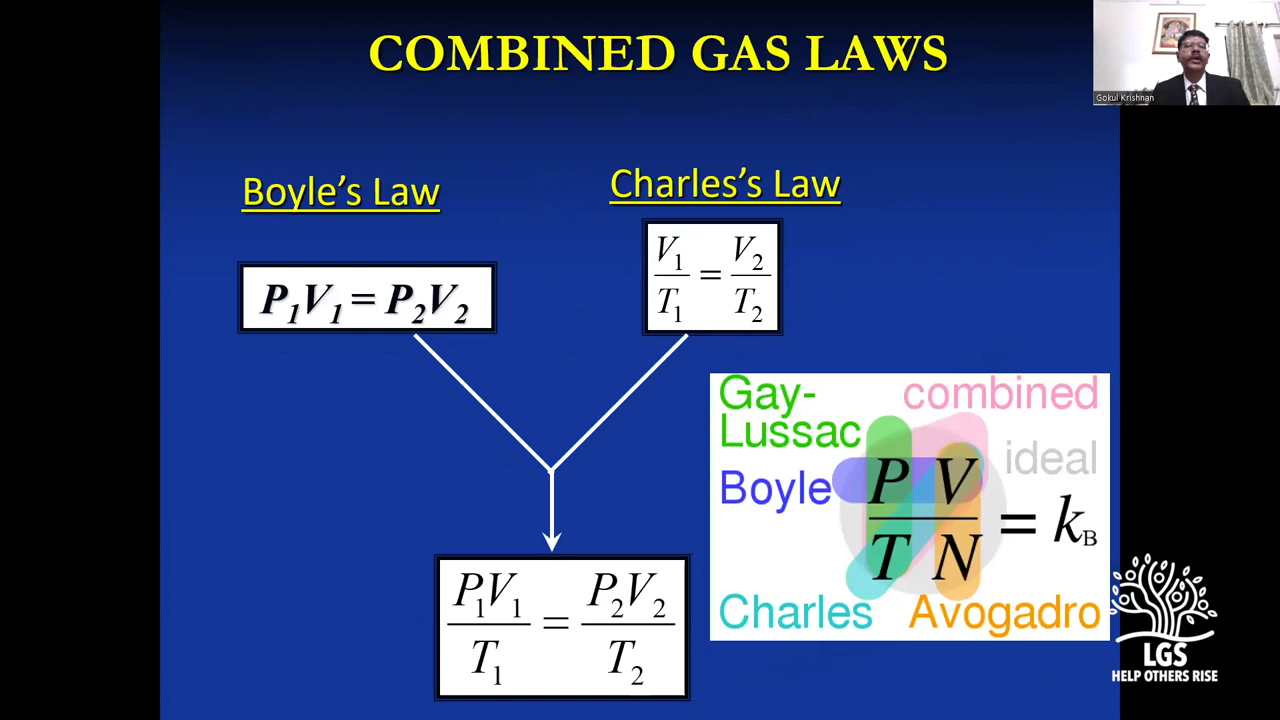 COMBINED GAS LAWS
Gokul Krishnan
Boyle's Law
Charles's Law
P₁V₁ = P₂V₂
V₁/T₁ = V₂/T₂
Gay-
Lussac
combined
ideal
Boyle
PV/TN = k_B
Charles
Avogadro
P₁V₁/T₁ = P₂V₂/T₂
LGS
HELP OTHERS RISE